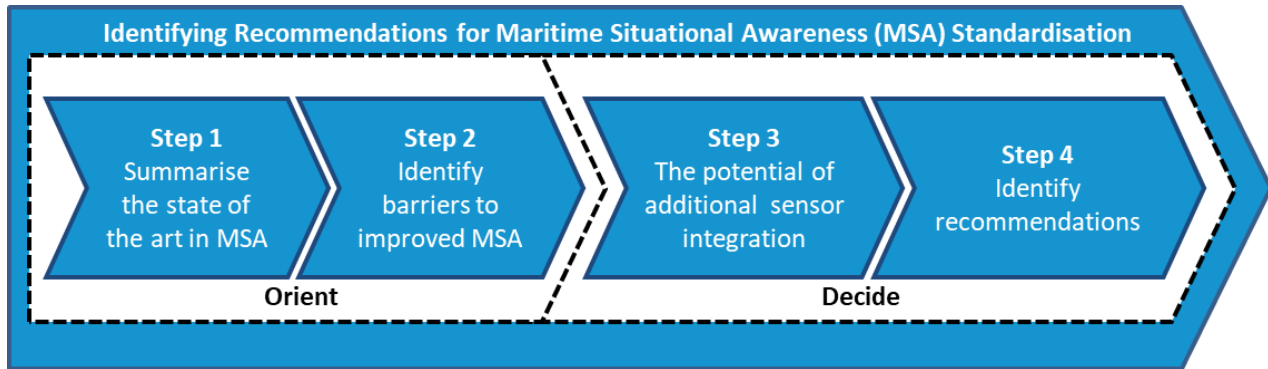 Identifying Recommendations for Maritime Situational Awareness (MSA) Standardisation
Step 1
Summarise
the state of
the art in MSA
Step 2
Identify
barriers to
improved MSA
Orient
Step 3
The potential of
additional sensor
integration
Step 4
Identify
recommendations
Decide